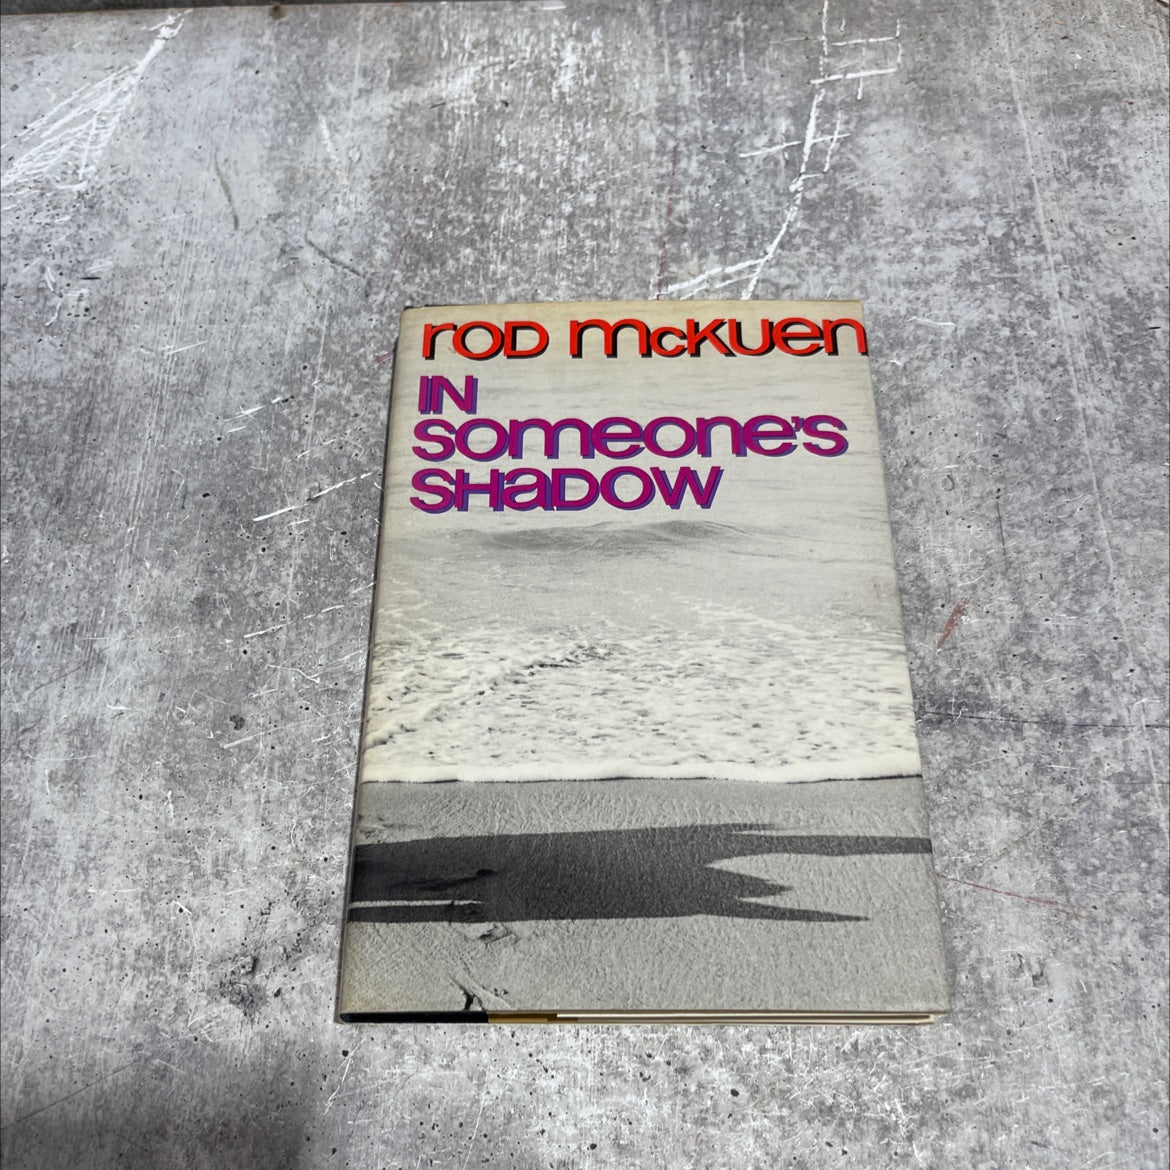 rod mcKuen
IN
someone's
SHaDOW